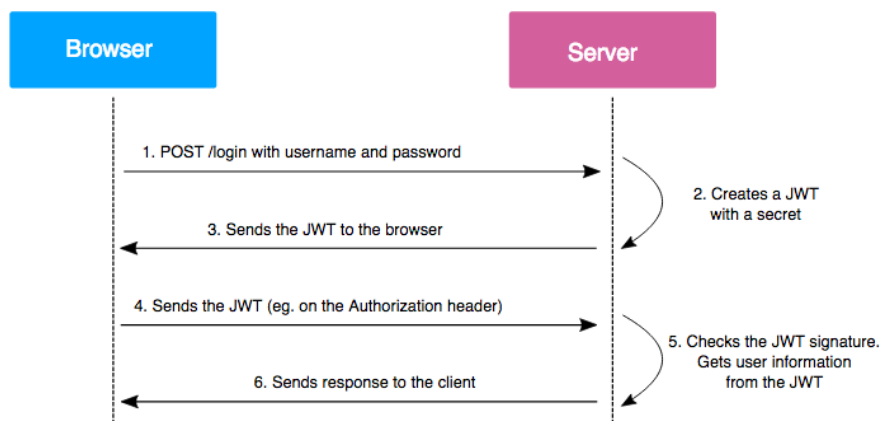 Browser
Server
1. POST /login with username and password
2. Creates a JWT
with a secret
3. Sends the JWT to the browser
4. Sends the JWT (eg. on the Authorization header)
5. Checks the JWT signature.
Gets user information
from the JWT
6. Sends response to the client